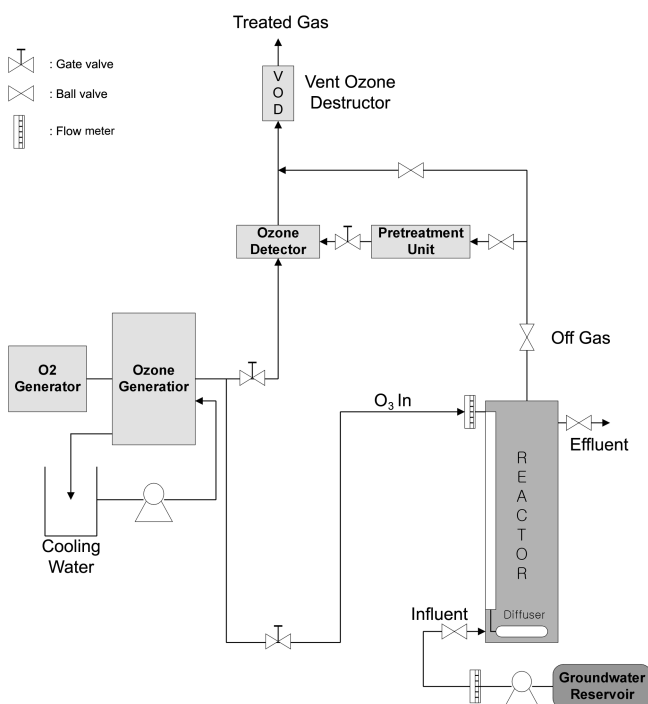 Treated Gas
: Gate valve
: Ball valve
: Flow meter
V
O
D
Vent Ozone
Destructor
Ozone
Detector
Pretreatment
Unit
Off Gas
O2
Generator
Ozone
Generatior
O3 In
Effluent
R
E
A
C
T
O
R
Cooling
Water
Influent
Diffuser
Groundwater
Reservoir